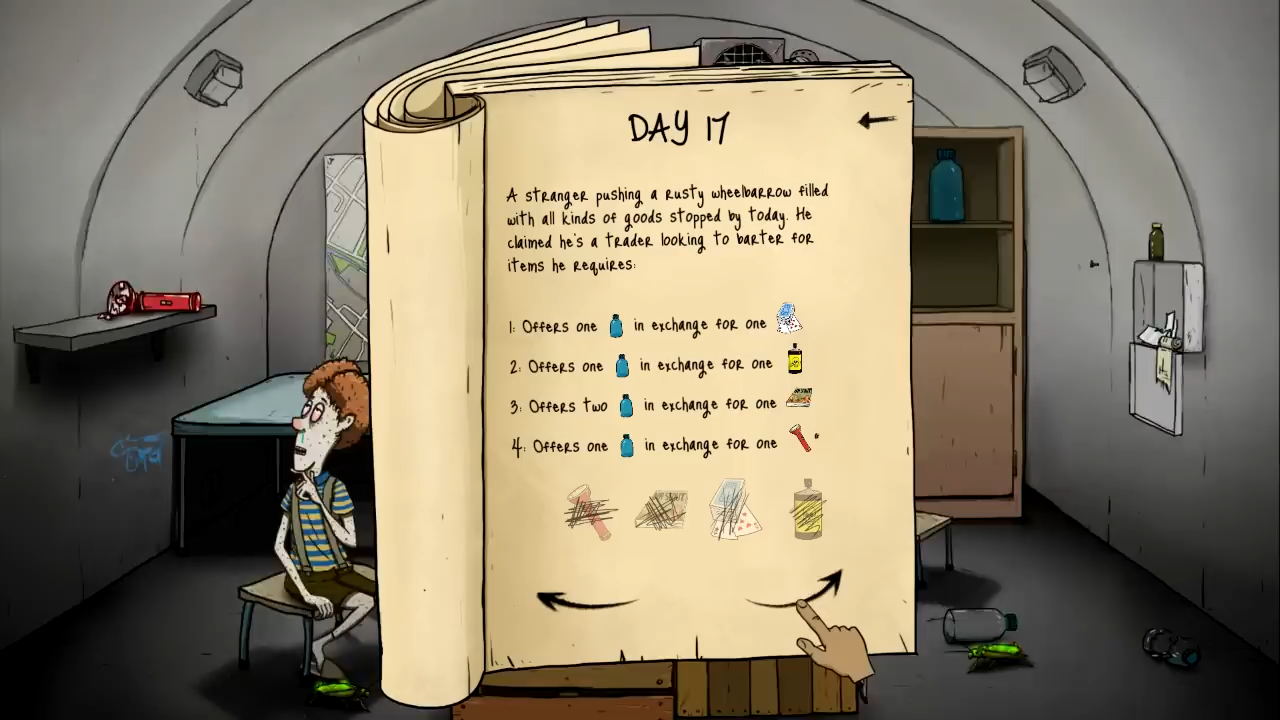 DAY 17
A stranger pushing a rusty wheelbarrow filled
with all kinds of goods stopped by today. He
claimed he's a trader looking to barter for
items he requires:
1: Offers one in exchange for one
2: Offers one in exchange for one
3: Offers two in exchange for one
4: Offers one in exchange for one